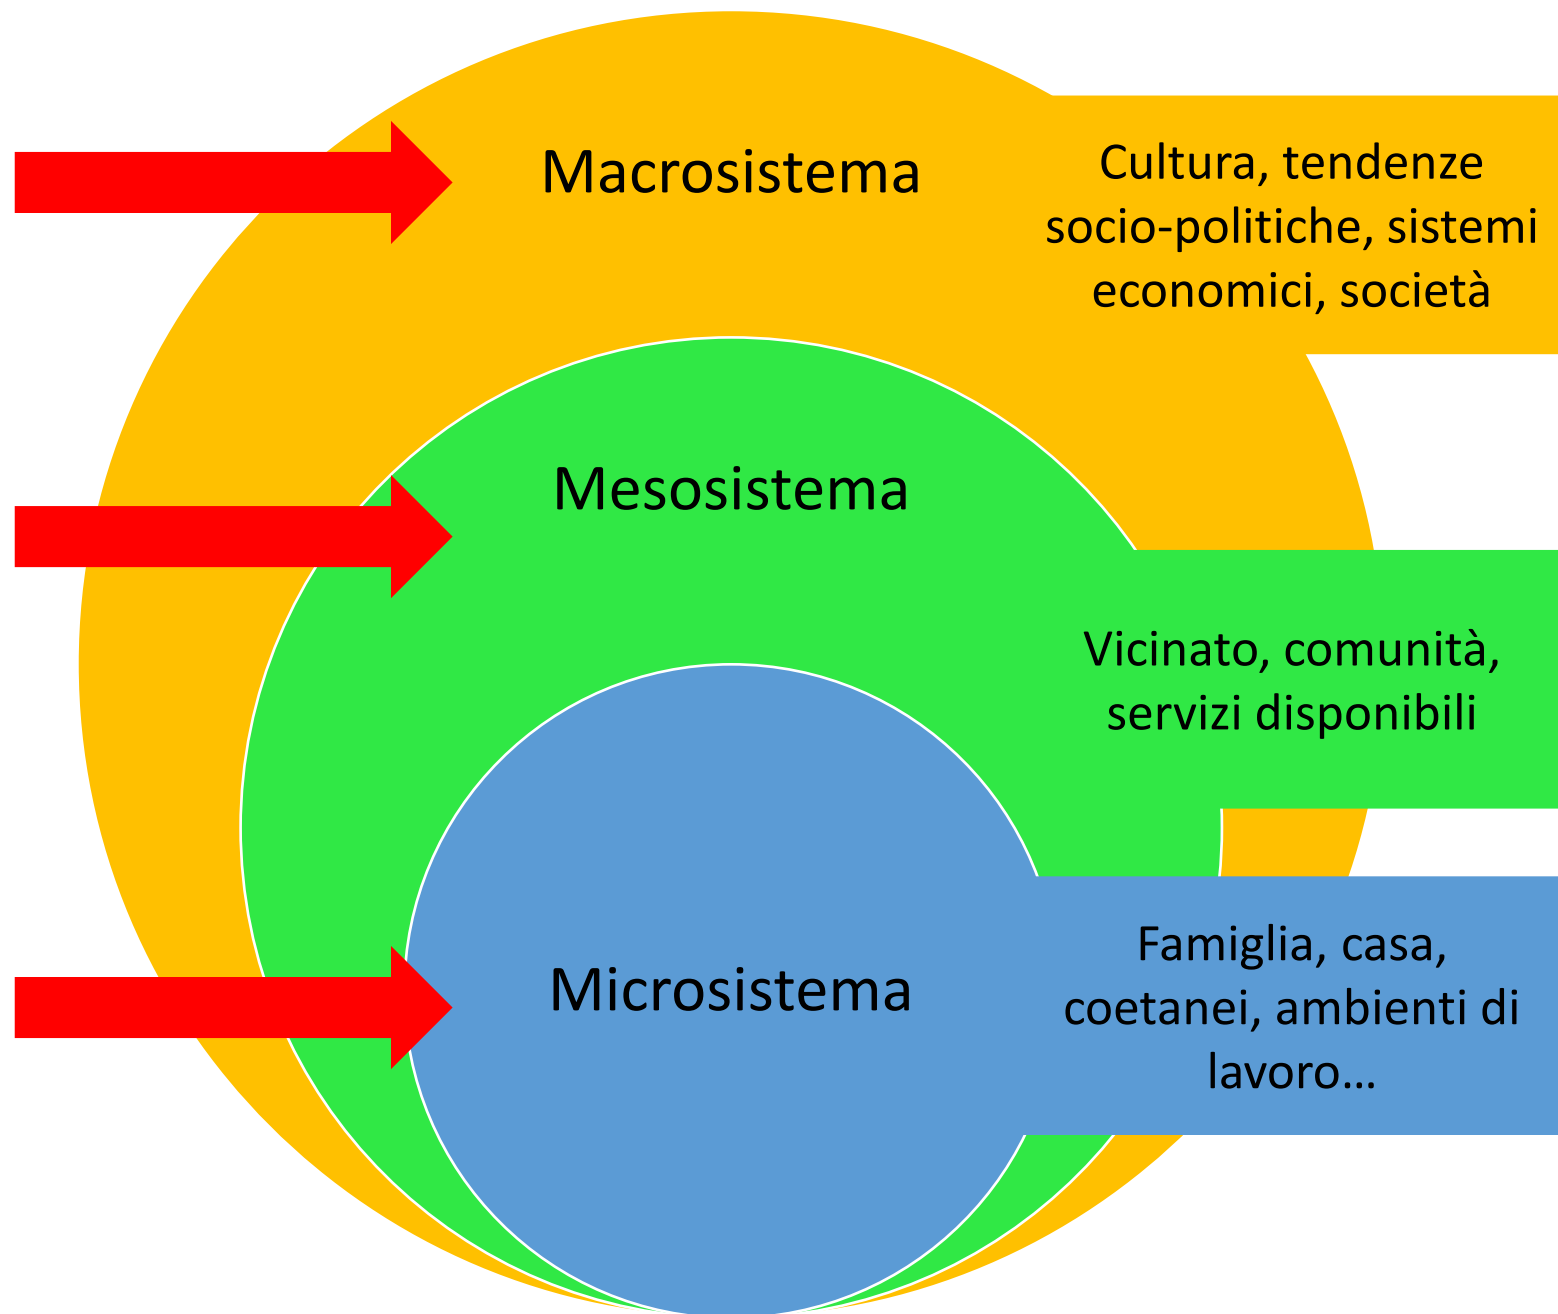 Macrosistema
Cultura, tendenze
socio-politiche, sistemi
economici, società
Mesosistema
Vicinato, comunità,
servizi disponibili
Microsistema
Famiglia, casa,
coetanei, ambienti di
lavoro…